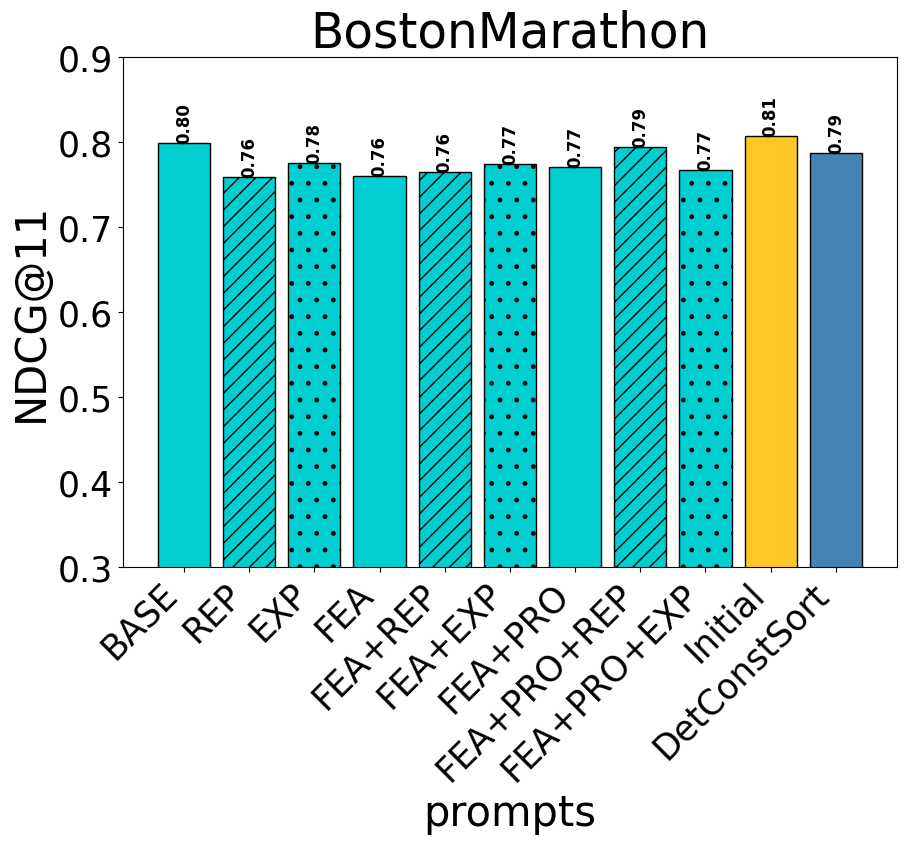 BostonMarathon
NDCG@11
0.9
0.8
0.7
0.6
0.5
0.4
0.3
0.80
0.76
0.78
0.76
0.76
0.77
0.77
0.79
0.77
0.81
0.79
BASE
REP
EXP
FEA
FEA+REP
FEA+EXP
FEA+PRO
FEA+PRO+REP
FEA+PRO+EXP
Initial
DetConstSort
prompts